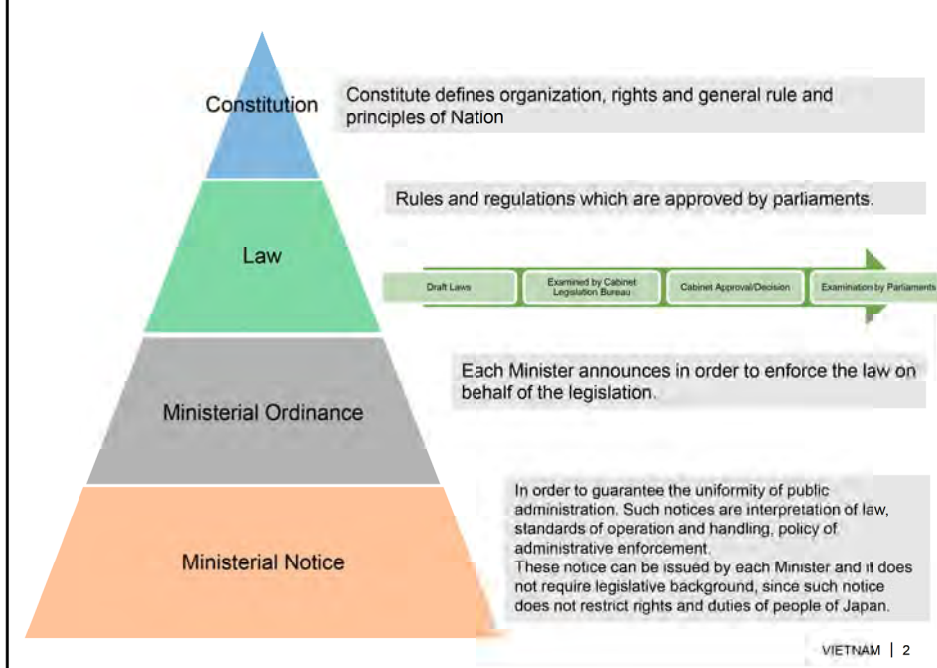 Constitution
Constitute defines organization, rights and general rule and
principles of Nation
Rules and regulations which are approved by parliaments.
Law
Draft Laws
Examined by Cabinet
Legislation Bureau
Cabinet Approval/Decision
Examination by Parliaments
Each Minister announces in order to enforce the law on
behalf of the legislation.
Ministerial Ordinance
In order to guarantee the uniformity of public
administration. Such notices are interpretation of law,
standards of operation and handling, policy of
administrative enforcement.
These notice can be issued by each Minister and it does
not require legislative background, since such notice
does not restrict rights and duties of people of Japan.
Ministerial Notice
VIETNAM | 2